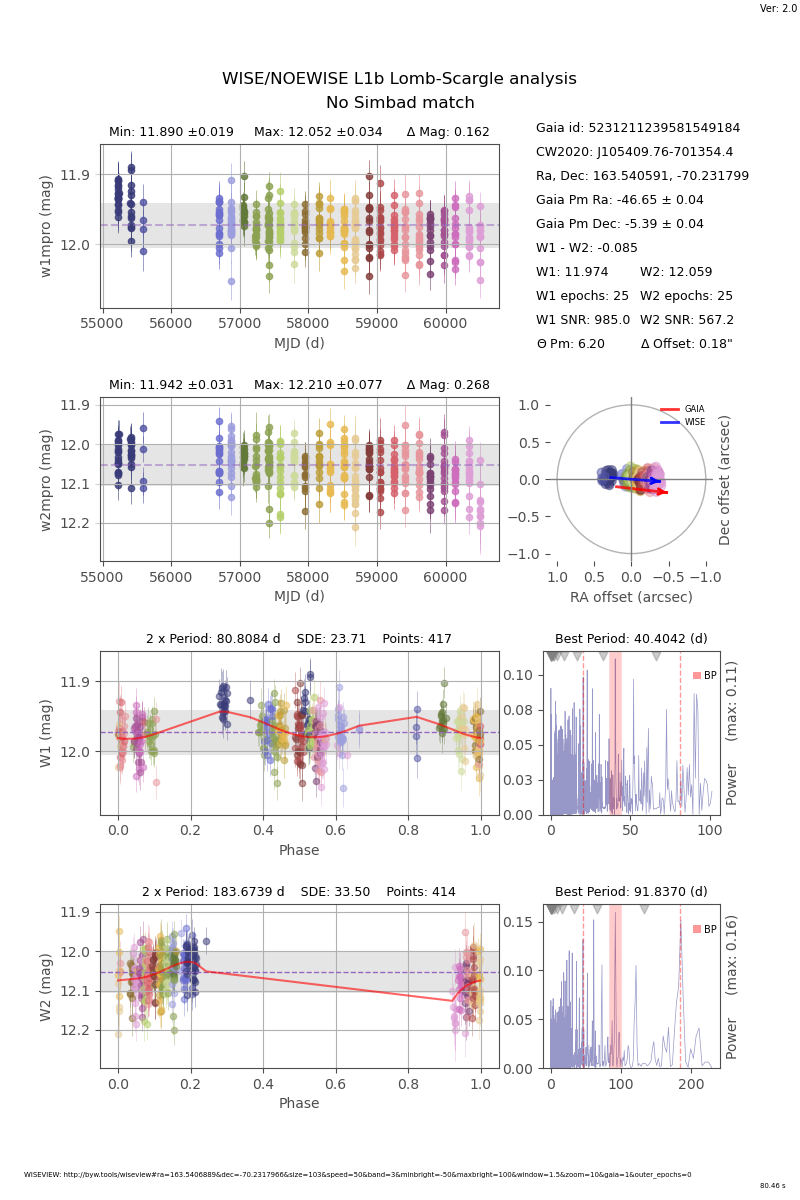 Ver: 2.0
WISE/NOEWISE L1b Lomb-Scargle analysis
No Simbad match
Min: 11.890 ±0.019 Max: 12.052 ±0.034 Δ Mag: 0.162
11.9
12.0
w1mpro (mag)
55000 56000 57000 58000 59000 60000
MJD (d)
Gaia id: 5231211239581549184
CW2020: J105409.76-701354.4
Ra, Dec: 163.540591, -70.231799
Gaia Pm Ra: -46.65 ± 0.04
Gaia Pm Dec: -5.39 ± 0.04
W1 - W2: -0.085
W1: 11.974 W2: 12.059
W1 epochs: 25 W2 epochs: 25
W1 SNR: 985.0 W2 SNR: 567.2
Θ Pm: 6.20 Δ Offset: 0.18"
Min: 11.942 ±0.031 Max: 12.210 ±0.077 Δ Mag: 0.268
11.9
12.0
12.1
12.2
w2mpro (mag)
55000 56000 57000 58000 59000 60000
MJD (d)
GAIA
WISE
1.0
0.5
0.0
−0.5
−1.0
Dec offset (arcsec)
1.0 0.5 0.0 −0.5 −1.0
RA offset (arcsec)
2 x Period: 80.8084 d SDE: 23.71 Points: 417
11.9
12.0
W1 (mag)
0.0 0.2 0.4 0.6 0.8 1.0
Phase
Best Period: 40.4042 (d)
BP
0.10
0.08
0.05
0.03
0.00
Power (max: 0.11)
0 50 100
2 x Period: 183.6739 d SDE: 33.50 Points: 414
11.9
12.0
12.1
12.2
W2 (mag)
0.0 0.2 0.4 0.6 0.8 1.0
Phase
Best Period: 91.8370 (d)
BP
0.15
0.10
0.05
0.00
Power (max: 0.16)
0 100 200
WISEVIEW: http://byw.tools/wiseview#ra=163.5406889&dec=-70.2317966&size=103&speed=50&band=3&minbright=-50&maxbright=100&window=1.5&zoom=10&gaia=1&outer_epochs=0
80.46 s